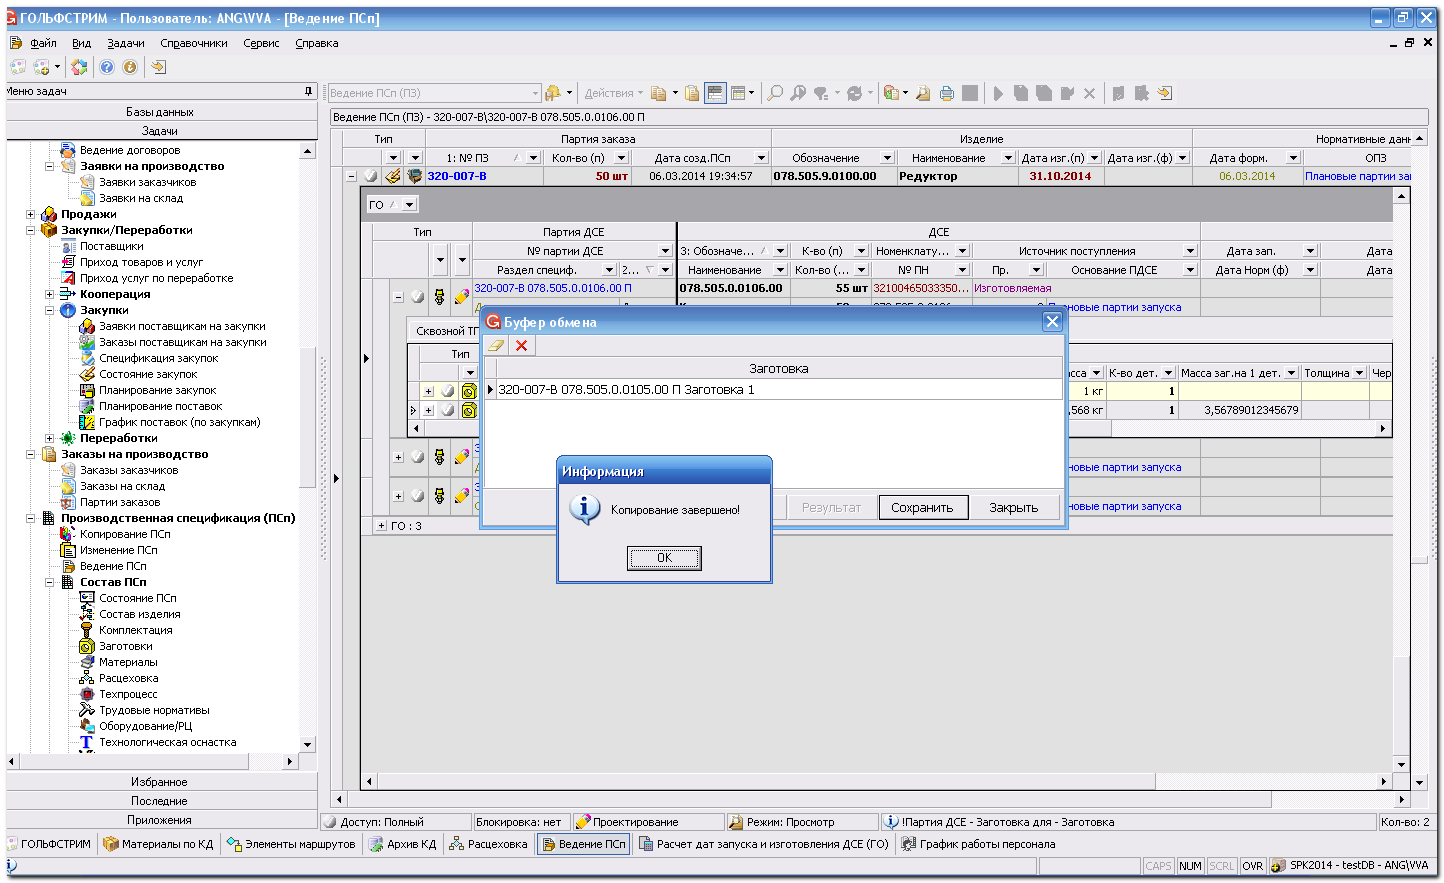 ГОЛЬФСТРИМ - Пользователь: ANG\VVA - [Ведение ПСп]
Файл Вид Задачи Справочники Сервис Справка
Меню задач
Базы данных
Задачи
Ведение договоров
Заявки на производство
Заявки заказчиков
Заявки на склад
Продажи
Закупки/Переработки
Поставщики
Приход товаров и услуг
Приход услуг по переработке
Кооперация
Закупки
Заявки поставщикам на закупки
Заказы поставщикам на закупки
Спецификация закупок
Состояние закупок
Планирование закупок
Планирование поставок
График поставок (по закупкам)
Переработки
Заказы на производство
Заказы заказчиков
Заказы на склад
Партии заказов
Производственная спецификация (ПСп)
Копирование ПСп
Изменение ПСп
Ведение ПСп
Состав ПСп
Состояние ПСп
Состав изделия
Комплектация
Заготовки
Материалы
Расцеховка
Техпроцесс
Трудовые нормативы
Оборудование/РЦ
Технологическая оснастка
Избранное
Последние
Приложения
Ведение ПСп (ПЗ) Действия
Ведение ПСп (ПЗ) - 320-007-В\320-007-В 078.505.0.0106.00 П
Тип Партия заказа Изделие Нормативные дан
1: № ПЗ Кол-во (п) Дата созд.ПСп Обозначение Наименование Дата изг.(п) Дата изг.(ф) Дата форм. ОПЗ
320-007-В 50 шт 06.03.2014 19:34:57 078.505.9.0100.00 Редуктор 31.10.2014 06.03.2014 Плановые партии за
ГО
Тип Партия ДСЕ ДСЕ
№ партии ДСЕ 3: Обозначе... К-во (п) Номенклату... Источник поступления Дата зап. Дата
Раздел специф. 2... Наименование Кол-во (... № ПН Пр. Основание ПДСЕ Дата Норм (ф) Дата
320-007-В 078.505.0.0106.00 П 078.505.0.0106.00 55 шт 32100465033350... Изготовляемая
новые партии запуска
Сквозной ТП
Тип
асса К-во дет. Масса заг.на 1 дет. Толщина Чер
1 кг 1
,568 кг 1 3,56789012345679
новые партии запуска
новые партии запуска
ГО : 3
Буфер обмена
Заготовка
320-007-В 078.505.0.0105.00 П Заготовка 1
Результат Сохранить Закрыть
Информация
Копирование завершено!
OK
Доступ: Полный Блокировка: нет Проектирование Режим: Просмотр !Партия ДСЕ - Заготовка для - Заготовка Кол-во: 2
ГОЛЬФСТРИМ Материалы по КД Элементы маршрутов Архив КД Расцеховка Ведение ПСп Расчет дат запуска и изготовления ДСЕ (ГО) График работы персонала
CAPS NUM SCRL OVR SPK2014 - testDB - ANG\VVA